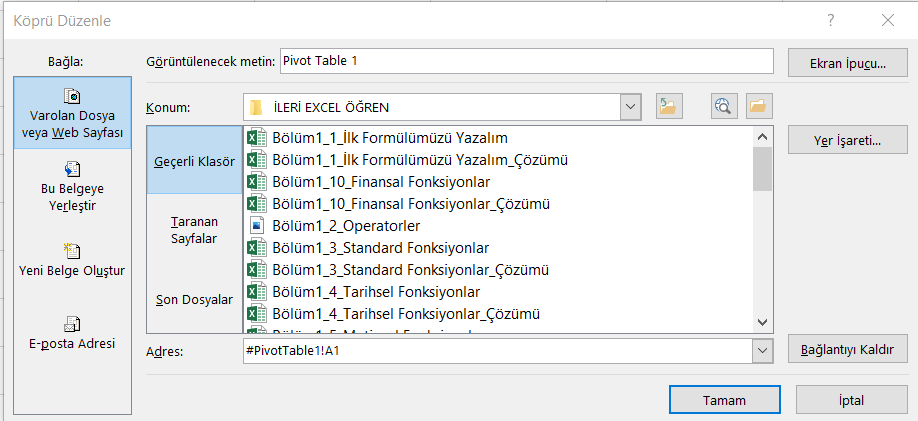 Köprü Düzenle
?
Bağla:
Görüntülenecek metin: Pivot Table 1
Ekran İpucu...
Varolan Dosya
veya Web Sayfası
Bu Belgeye
Yerleştir
Yeni Belge Oluştur
E-posta Adresi
Konum: İLERİ EXCEL ÖĞREN
Geçerli Klasör
Taranan
Sayfalar
Son Dosyalar
Bölüm1_1_İlk Formülümüzü Yazalım
Bölüm1_1_İlk Formülümüzü Yazalım_Çözümü
Bölüm1_10_Finansal Fonksiyonlar
Bölüm1_10_Finansal Fonksiyonlar_Çözümü
Bölüm1_2_Operatorler
Bölüm1_3_Standard Fonksiyonlar
Bölüm1_3_Standard Fonksiyonlar_Çözümü
Bölüm1_4_Tarihsel Fonksiyonlar
Bölüm1_4_Tarihsel Fonksiyonlar_Çözümü
Yer İşareti...
Adres: #PivotTable1!A1
Bağlantıyı Kaldır
Tamam
İptal